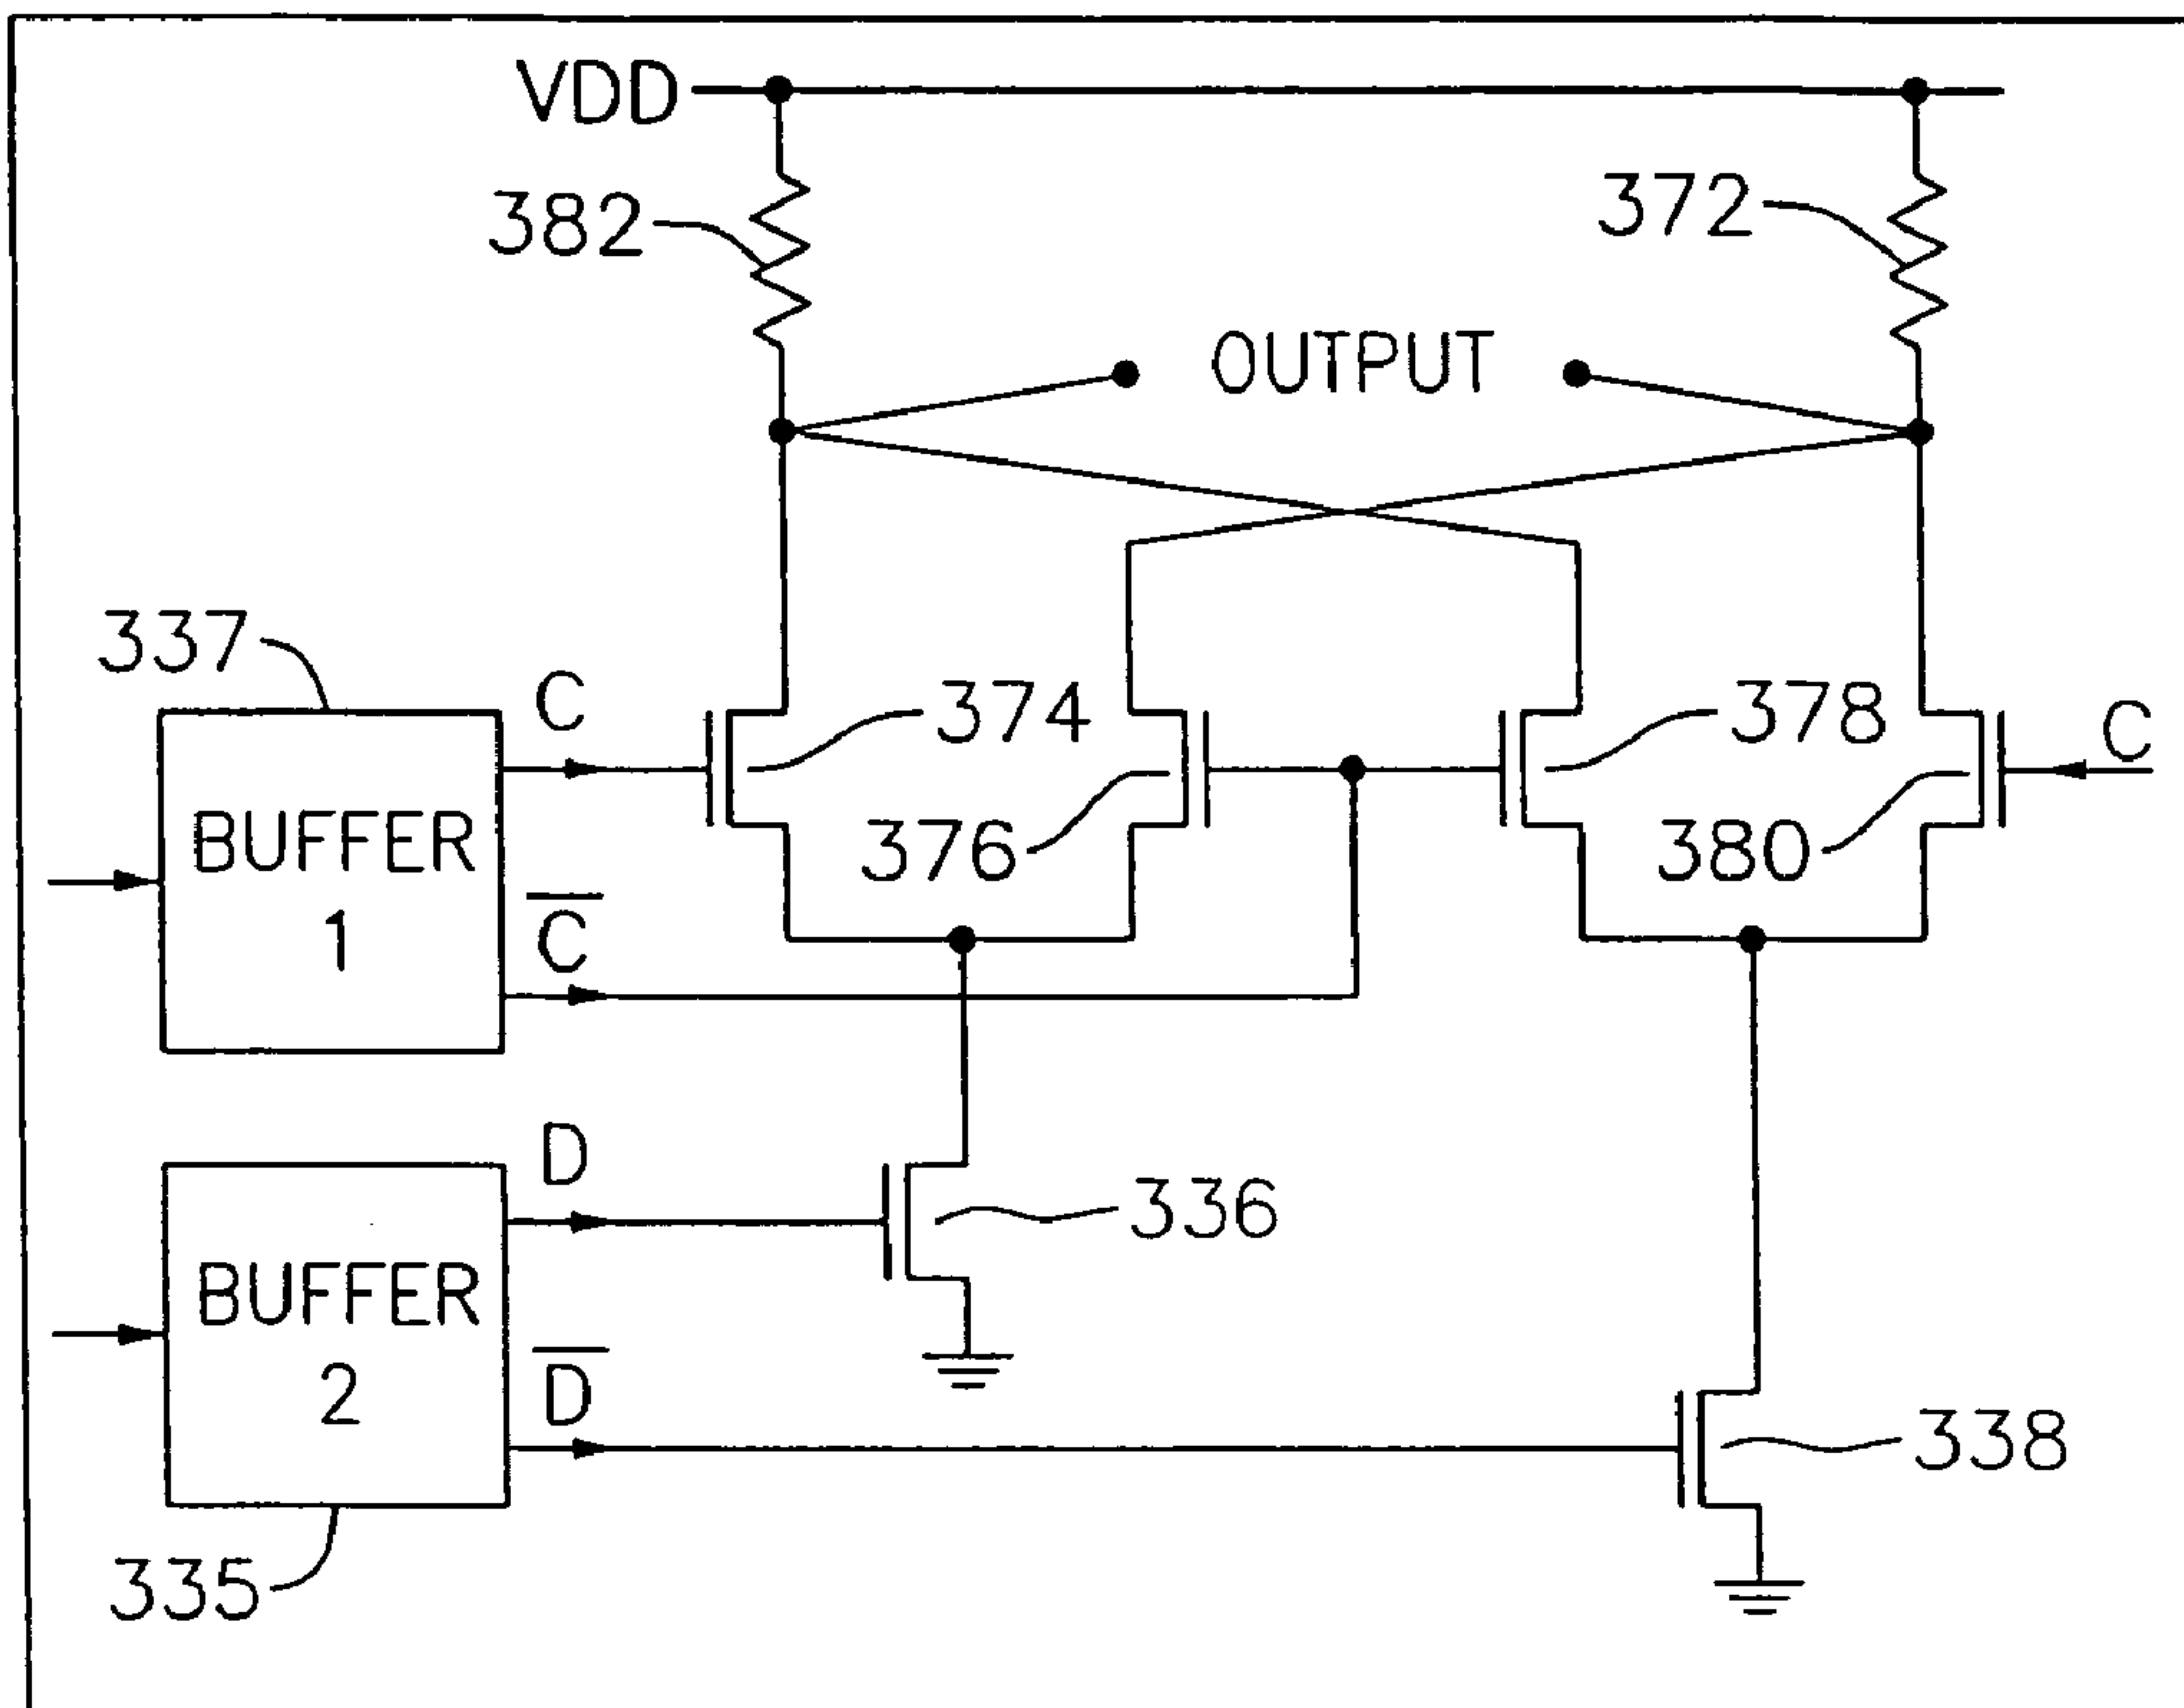 VDD
382
372
OUTPUT
337
C
374
378
C
BUFFER
1
376
380
C̅
D
BUFFER
2
336
D̅
338
335